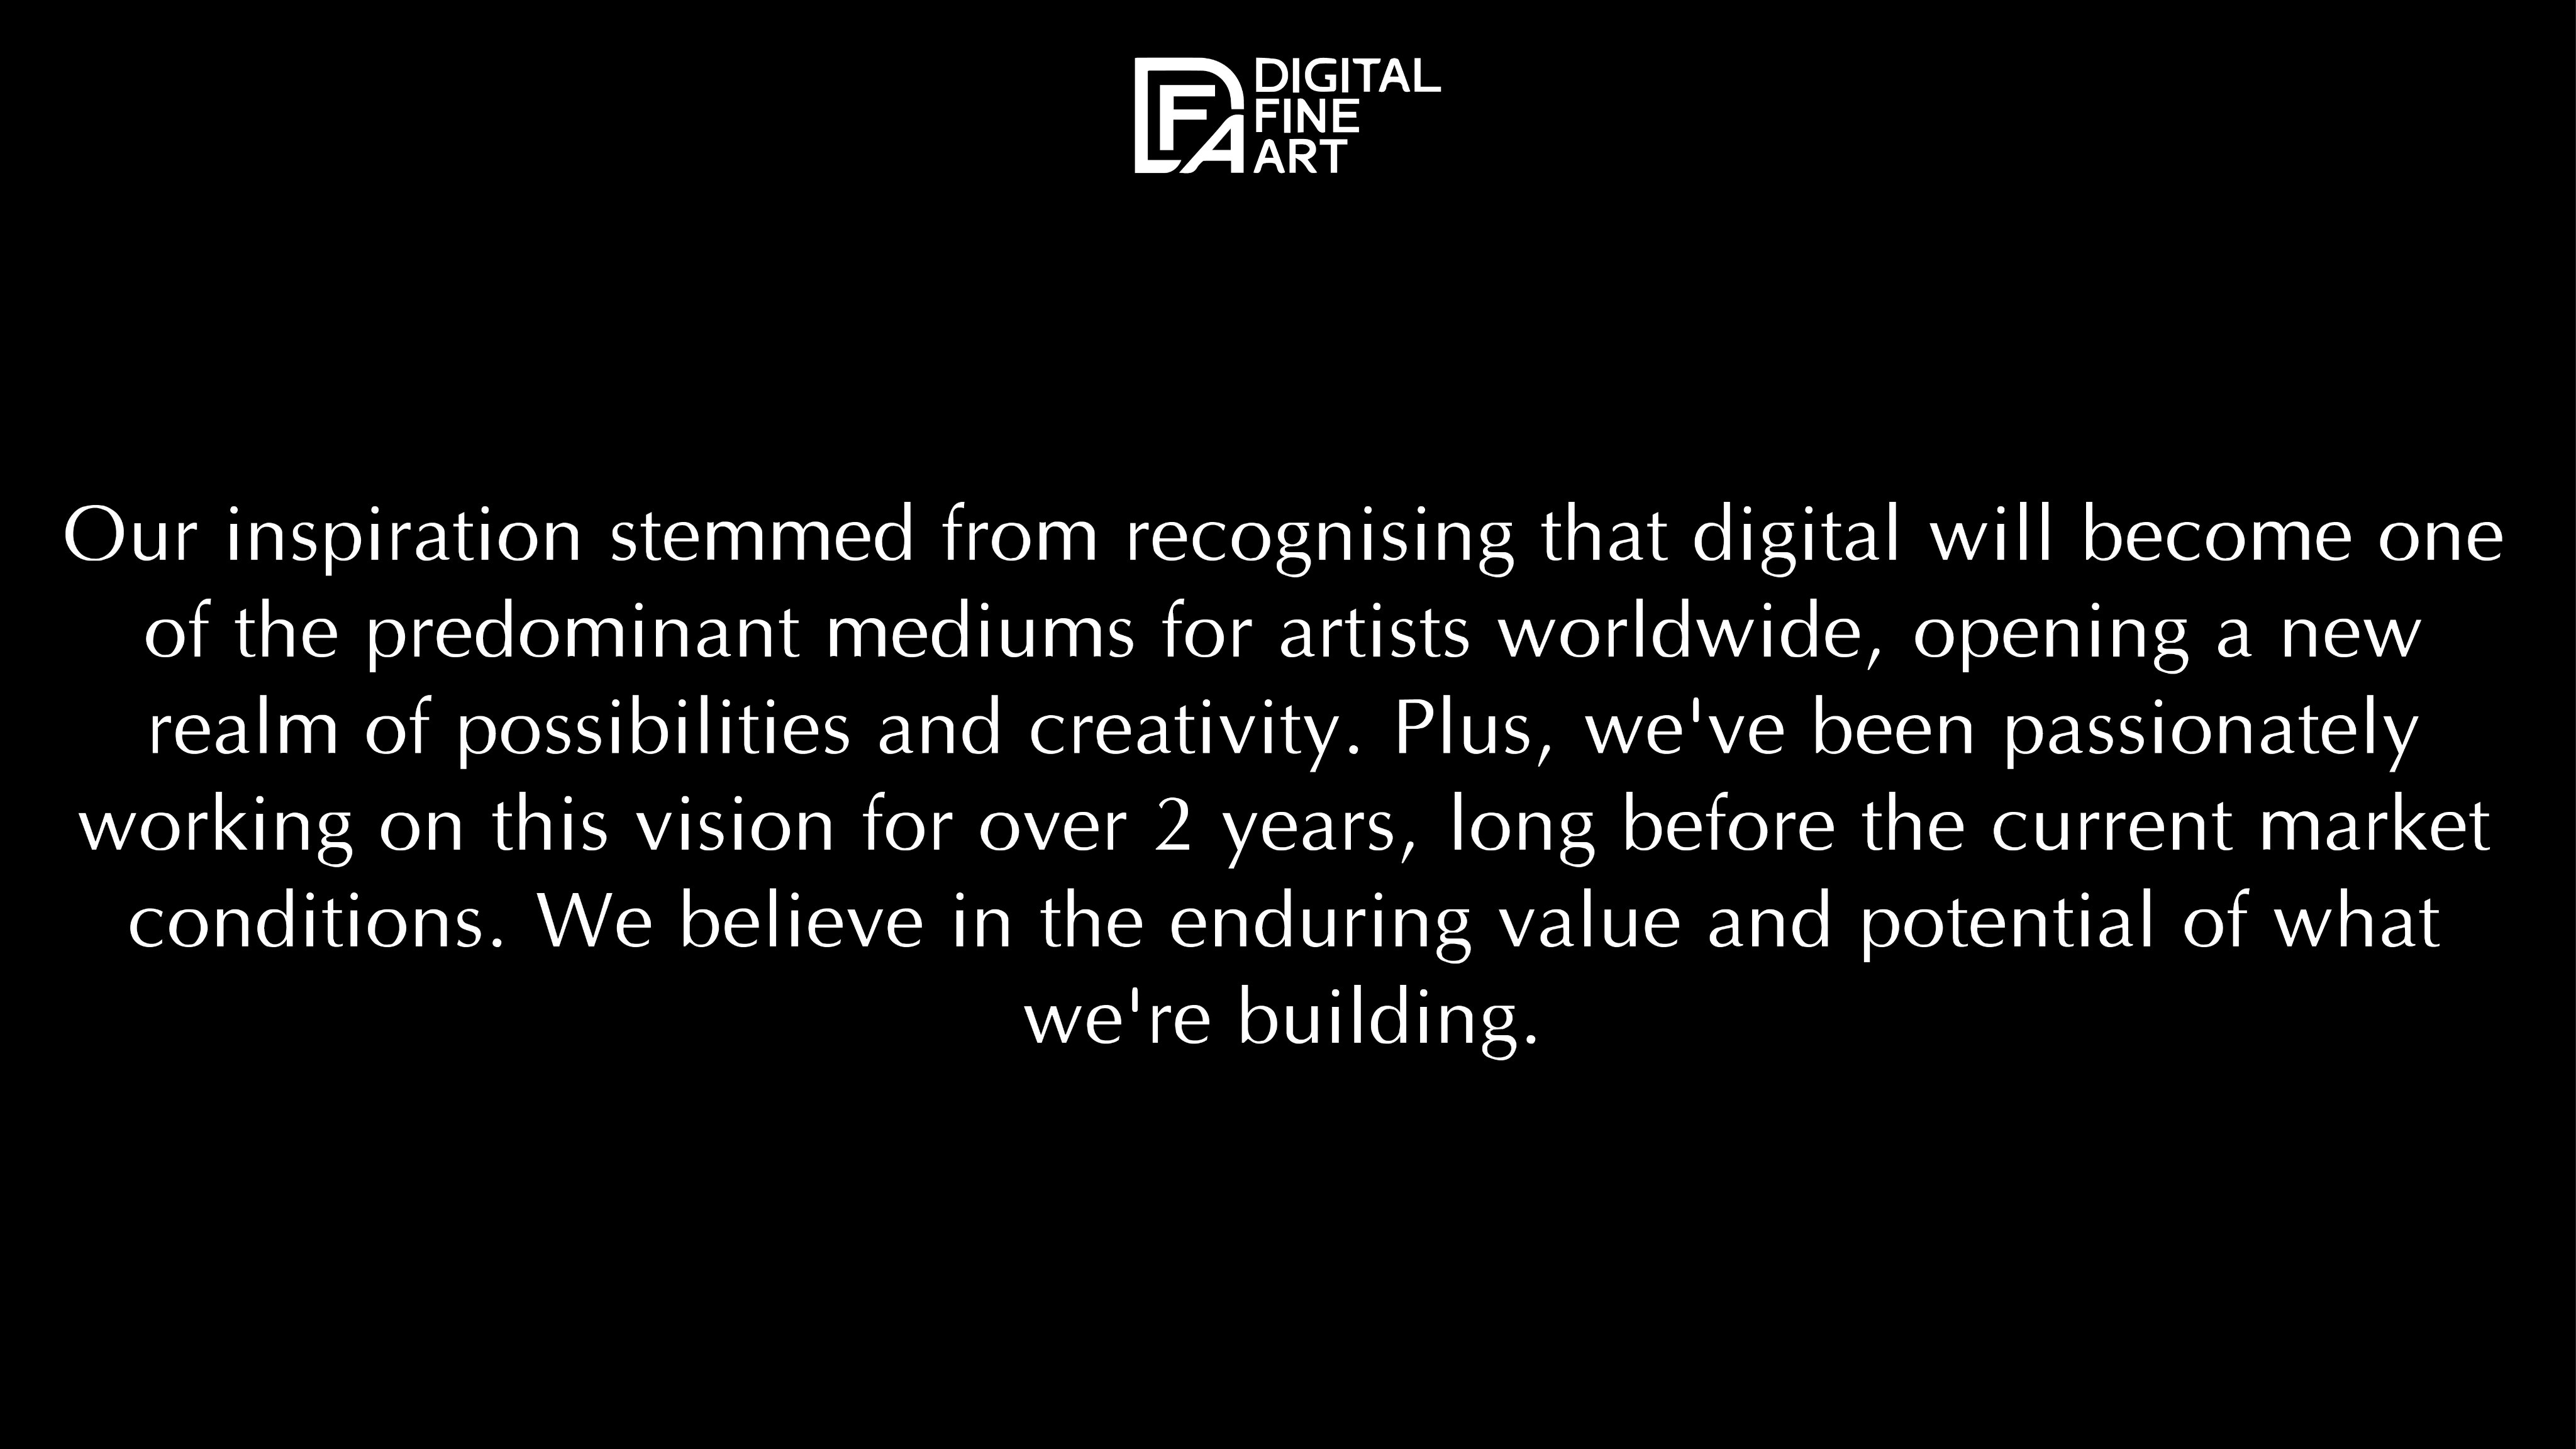 DFA
DIGITAL
FINE
ART
Our inspiration stemmed from recognising that digital will become one
of the predominant mediums for artists worldwide, opening a new
realm of possibilities and creativity. Plus, we've been passionately
working on this vision for over 2 years, long before the current market
conditions. We believe in the enduring value and potential of what
we're building.